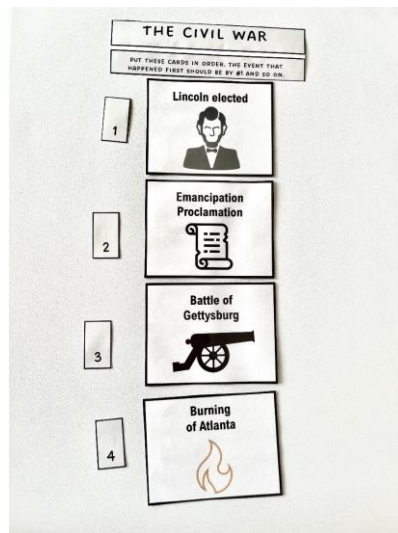 THE CIVIL WAR
PUT THESE CARDS IN ORDER. THE EVENT THAT
HAPPENED FIRST SHOULD BE BY #1 AND SO ON.
1
Lincoln elected
2
Emancipation
Proclamation
3
Battle of
Gettysburg
4
Burning
of Atlanta